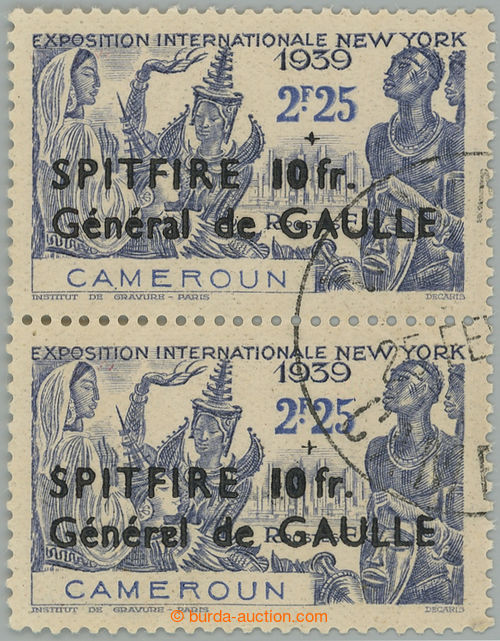 EXPOSITION INTERNATIONALE NEW YORK
1939
2F25
+
SPITFIRE 10 fr.
Général de GAULLE
CAMEROUN
INSTITUT DE GRAVURE - PARIS DECARIS
EXPOSITION INTERNATIONALE NEW YORK
1939
2F25
+
SPITFIRE 10 fr.
Général de GAULLE
CAMEROUN
INSTITUT DE GRAVURE - PARIS DECARIS
© burda-auction.com